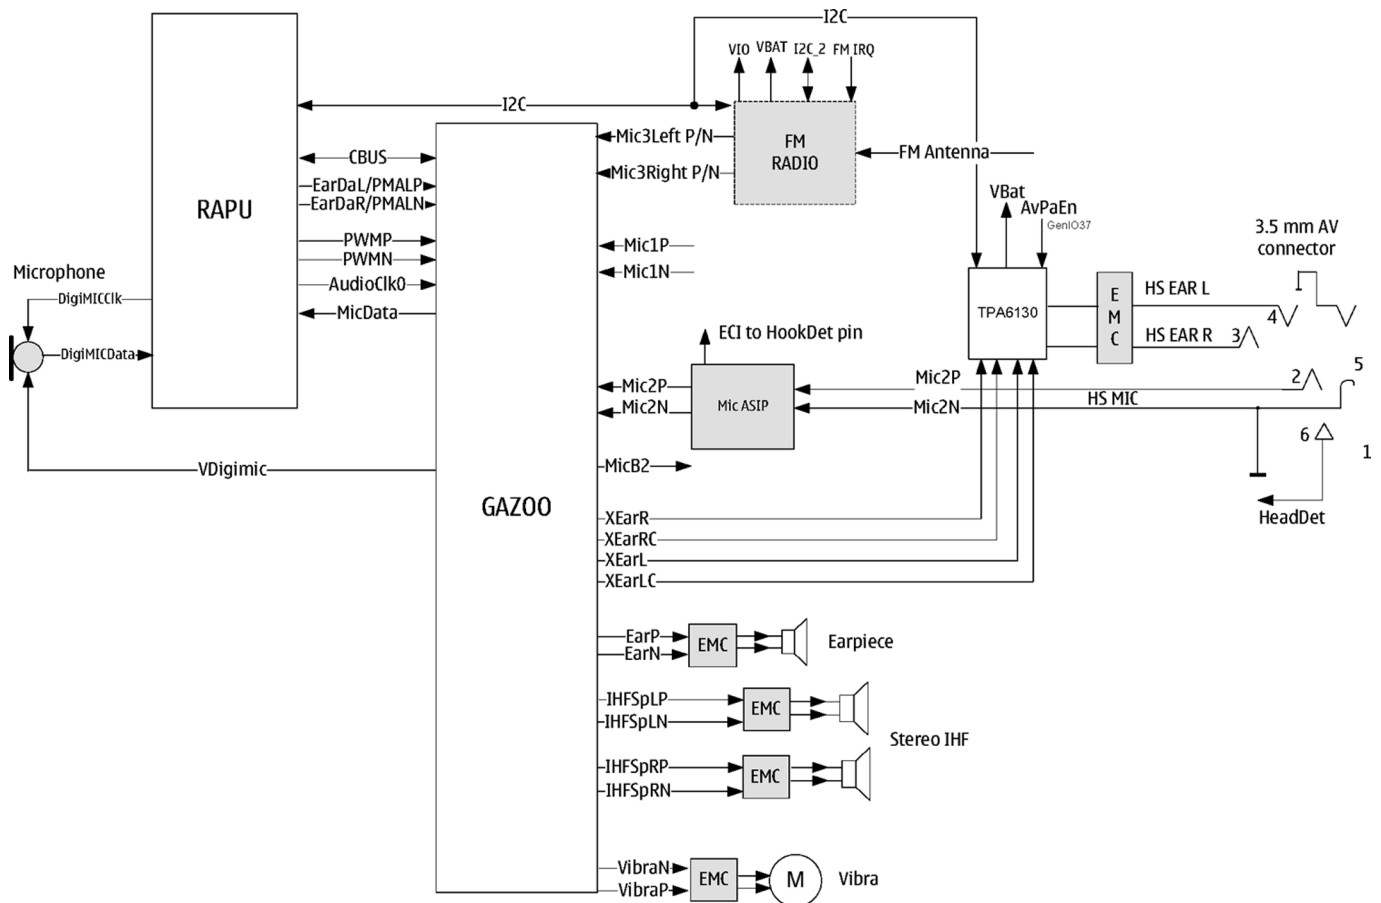 I2C
VIO
VBAT
I2C_2
FM IRQ
I2C
Mic3Left P/N
FM
RADIO
FM Antenna
CBUS
Mic3Right P/N
EarDaL/PMALP
VBat
RAPU
EarDaR/PMALN
AvPaEn
GenIO37
3.5 mm AV
connector
PWMP
Mic1P
PWMN
Microphone
Mic1N
AudioClk0
DigiMICClk
E
M
C
HS EAR L
MicData
TPA6130
4
ECI to HookDet pin
HS EAR R
3
DigiMICData
5
Mic2P
Mic2P
2
Mic2N
Mic ASIP
Mic2N
HS MIC
6
1
MicB2
VDigimic
GAZOO
XEarR
HeadDet
XEarRC
XEarL
XEarLC
EarP
EMC
Earpiece
EarN
IHFSpLP
EMC
IHFSpLN
Stereo IHF
IHFSpRP
EMC
IHFSpRN
VibraN
EMC
M
Vibra
VibraP